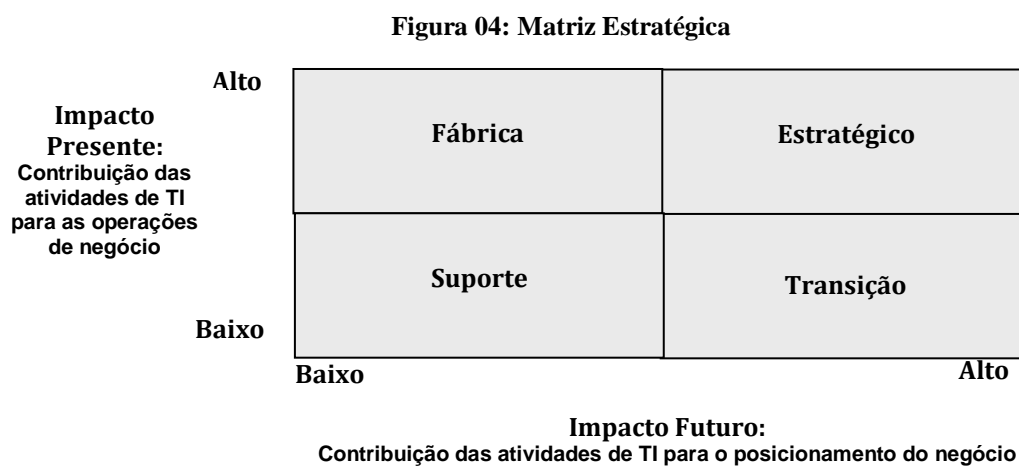 Figura 04: Matriz Estratégica
Alto
Impacto
Presente:
Contribuição das
atividades de TI
para as operações
de negócio
Fábrica
Estratégico
Suporte
Transição
Baixo
Baixo
Alto
Impacto Futuro:
Contribuição das atividades de TI para o posicionamento do negócio